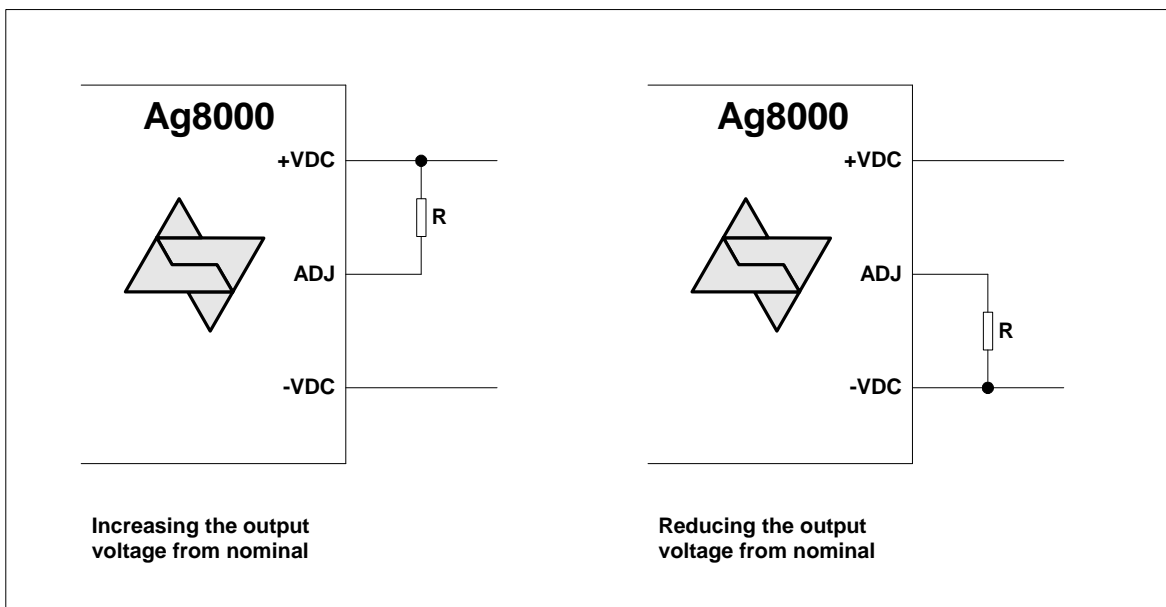 Ag8000
+VDC
R
ADJ
-VDC
Increasing the output
voltage from nominal
Ag8000
+VDC
ADJ
R
-VDC
Reducing the output
voltage from nominal